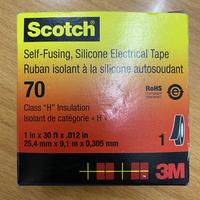 Scotch
Self-Fusing, Silicone Electrical Tape
Ruban isolant à la silicone autosoudant
70
RoHS
Class "H" Insulation
Isolant de catégorie « H »
1 in x 30 ft x .012 in
25,4 mm x 9,1 m x 0,305 mm
1
3M